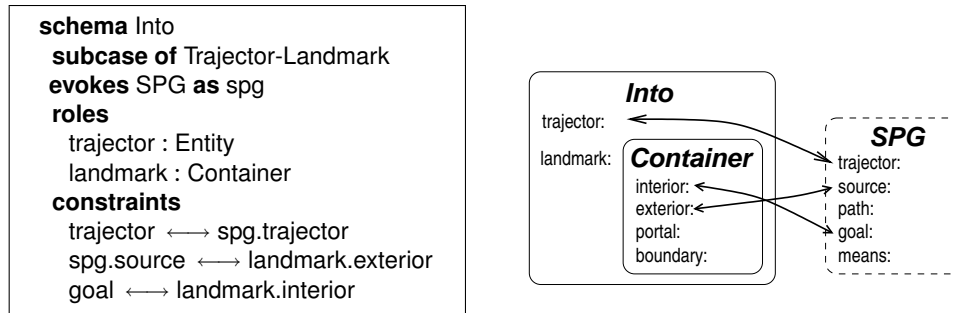 schema Into
subcase of Trajector-Landmark
evokes SPG as spg
roles
trajector : Entity
landmark : Container
constraints
trajector ⟷ spg.trajector
spg.source ⟷ landmark.exterior
goal ⟷ landmark.interior
Into
trajector:
landmark:
Container
interior:
exterior:
portal:
boundary:
SPG
trajector:
source:
path:
goal:
means: